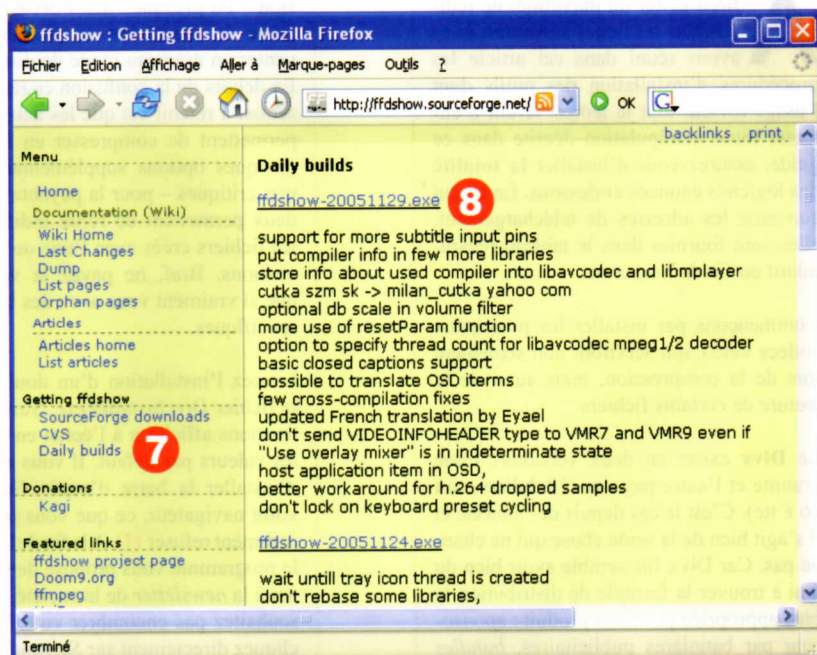 ffdshow : Getting ffdshow - Mozilla Firefox
Fichier Edition Affichage Aller à Marque-pages Outils ?
http://ffdshow.sourceforge.net/ OK G
backlinks print
Menu
Home
Documentation (Wiki)
Wiki Home
Last Changes
Dump
List pages
Orphan pages
Articles
Articles home
List articles
Getting ffdshow
SourceForge downloads
CVS
Daily builds
7
Donations
Kagi
Featured links
ffdshow project page
Doom9.org
ffmpeg
Daily builds
ffdshow-20051129.exe
8
support for more subtitle input pins
put compiler info in few more libraries
store info about used compiler into libavcodec and libmplayer
cutka szm sk -> milan_cutka yahoo com
optional db scale in volume filter
more use of resetParam function
option to specify thread count for libavcodec mpeg1/2 decoder
basic closed captions support
possible to translate OSD iterms
few cross-compilation fixes
updated French translation by Eyael
don't send VIDEOINFOHEADER type to VMR7 and VMR9 even if
"Use overlay mixer" is in indeterminate state
host application item in OSD,
better workaround for h.264 dropped samples
don't lock on keyboard preset cycling
ffdshow-20051124.exe
wait untill tray icon thread is created
don't rebase some libraries,
Terminé